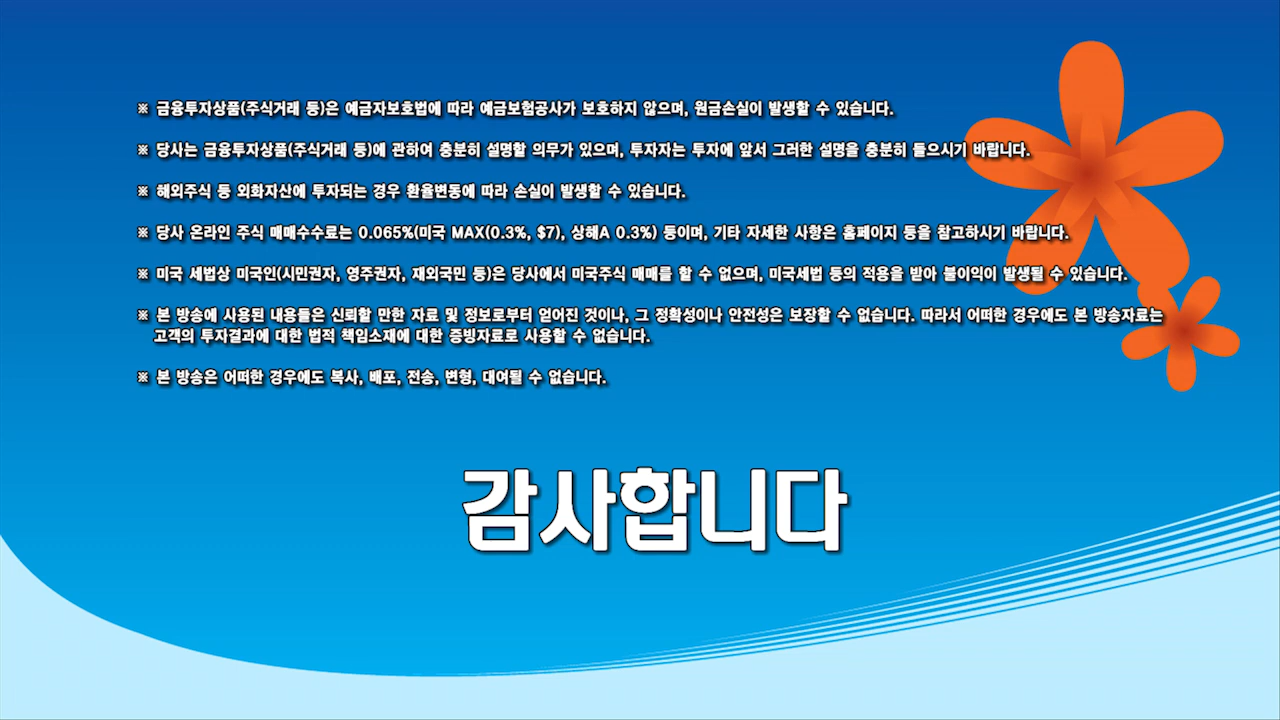 ※ 금융투자상품(주식거래 등)은 예금자보호법에 따라 예금보험공사가 보호하지 않으며, 원금손실이 발생할 수 있습니다.
※ 당사는 금융투자상품(주식거래 등)에 관하여 충분히 설명할 의무가 있으며, 투자자는 투자에 앞서 그러한 설명을 충분히 들으시기 바랍니다.
※ 해외주식 등 외화자산에 투자되는 경우 환율변동에 따라 손실이 발생할 수 있습니다.
※ 당사 온라인 주식 매매수수료는 0.065%(미국 MAX(0.3%, $7), 상해A 0.3%) 등이며, 기타 자세한 사항은 홈페이지 등을 참고하시기 바랍니다.
※ 미국 세법상 미국인(시민권자, 영주권자, 재외국민 등)은 당사에서 미국주식 매매를 할 수 없으며, 미국세법 등의 적용을 받아 불이익이 발생될 수 있습니다.
※ 본 방송에 사용된 내용들은 신뢰할 만한 자료 및 정보로부터 얻어진 것이나, 그 정확성이나 안전성은 보장할 수 없습니다. 따라서 어떠한 경우에도 본 방송자료는
고객의 투자결과에 대한 법적 책임소재에 대한 증빙자료로 사용할 수 없습니다.
※ 본 방송은 어떠한 경우에도 복사, 배포, 전송, 변형, 대여될 수 없습니다.
감사합니다